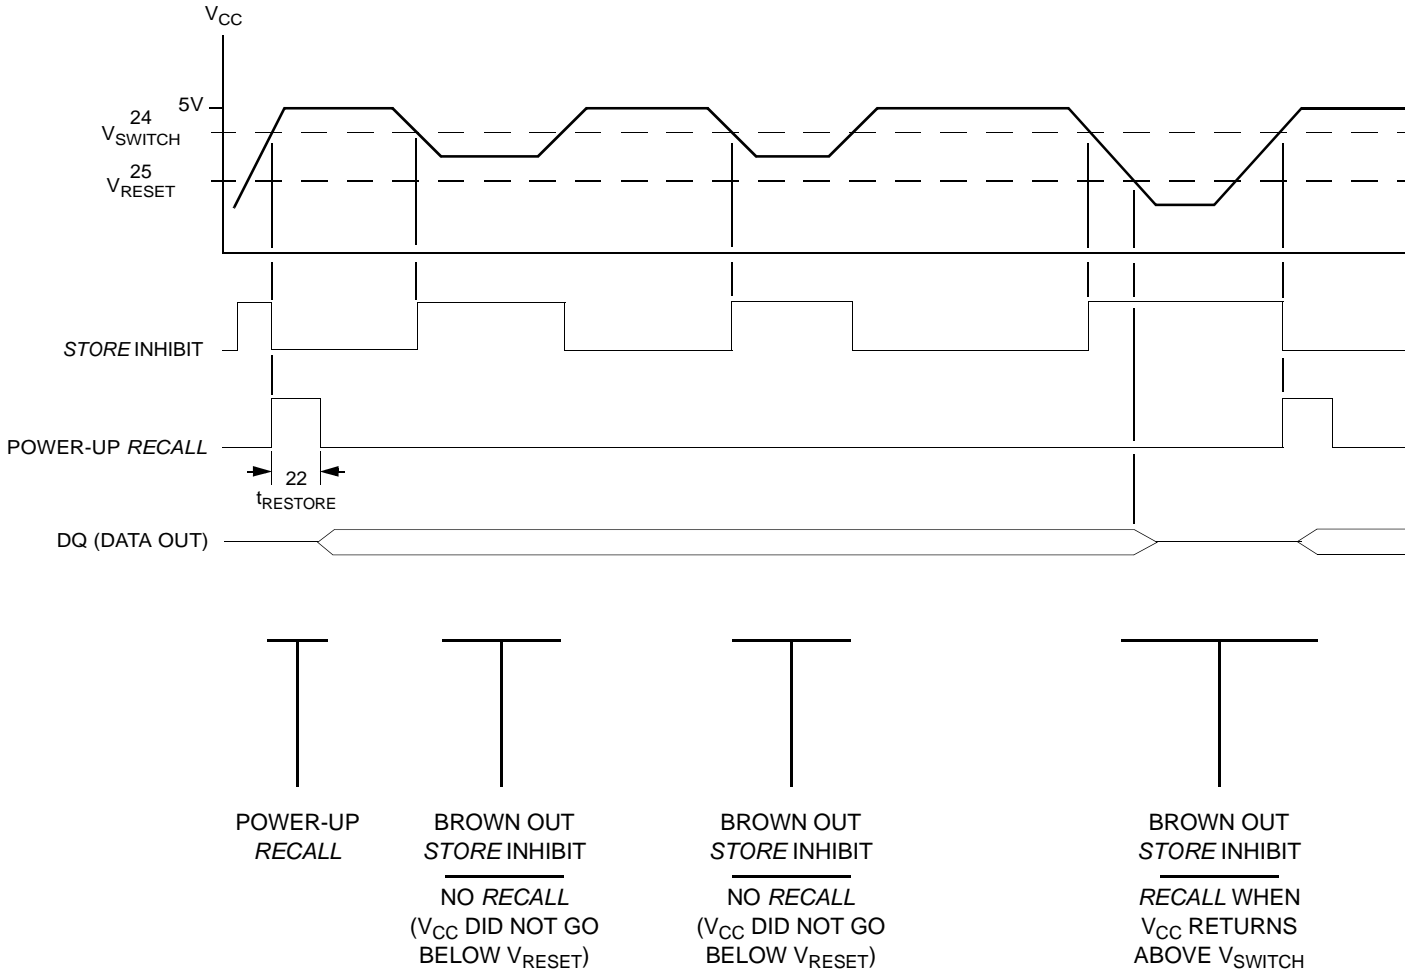 VCC
5V
24
VSWITCH
25
VRESET
STORE INHIBIT
POWER-UP RECALL
22
tRESTORE
DQ (DATA OUT)
POWER-UP
RECALL
BROWN OUT
STORE INHIBIT
NO RECALL
(VCC DID NOT GO
BELOW VRESET)
BROWN OUT
STORE INHIBIT
NO RECALL
(VCC DID NOT GO
BELOW VRESET)
BROWN OUT
STORE INHIBIT
RECALL WHEN
VCC RETURNS
ABOVE VSWITCH